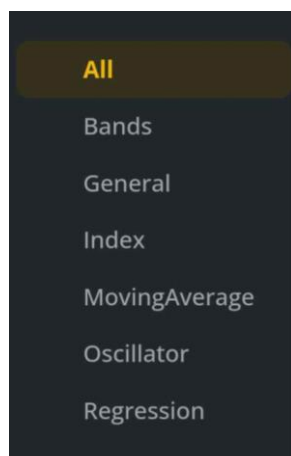 All
Bands
General
Index
MovingAverage
Oscillator
Regression